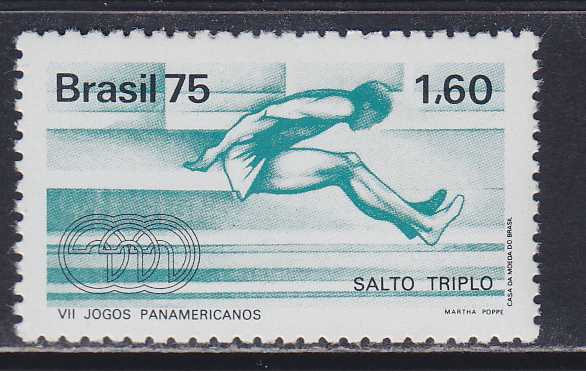 Brasil 75
1,60
SALTO TRIPLO
VII JOGOS PANAMERICANOS
MARTHA POPPE
CASA DA MOEDA DO BRASIL